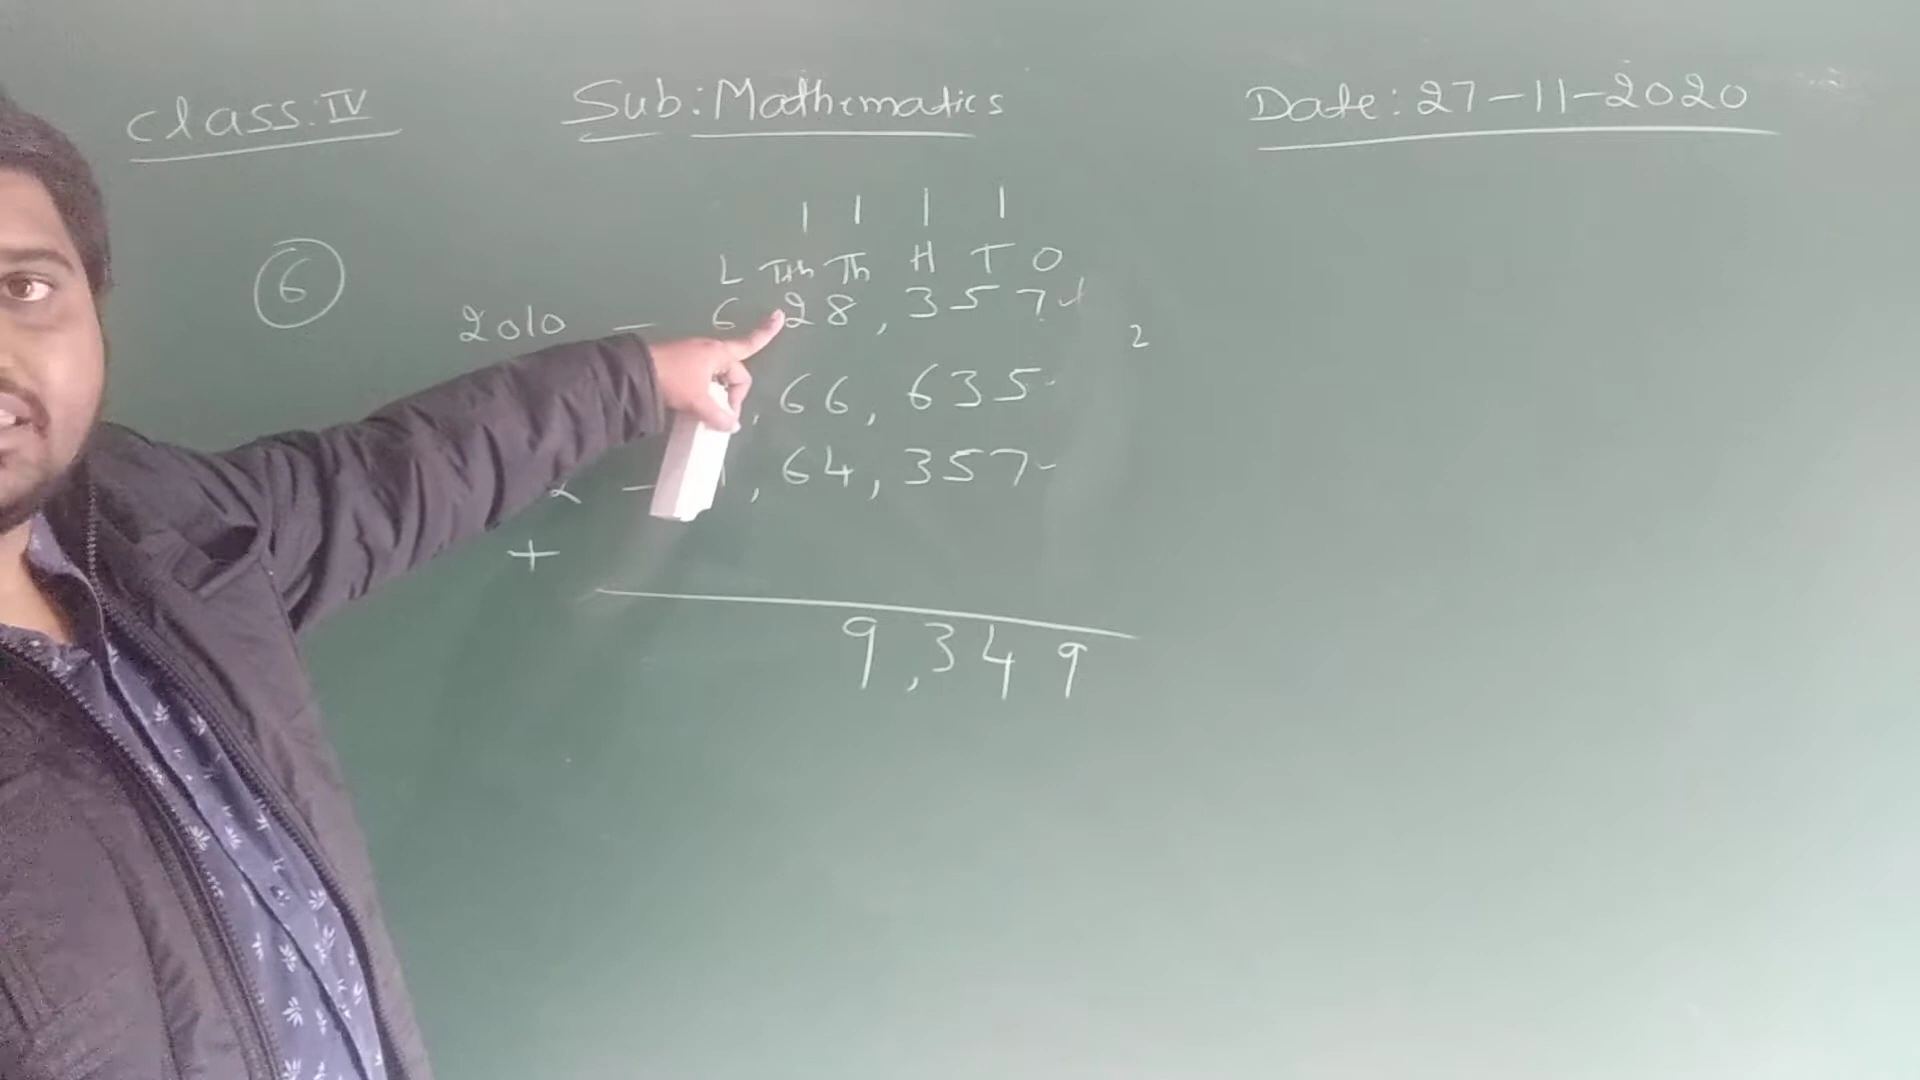 Class: IV Sub: Mathematics Date: 27-11-2020
1 1 1 1
6 L TTh Th H T O
2010 - 6 28,357
2
,66,635
- ,64,357
+
9,349